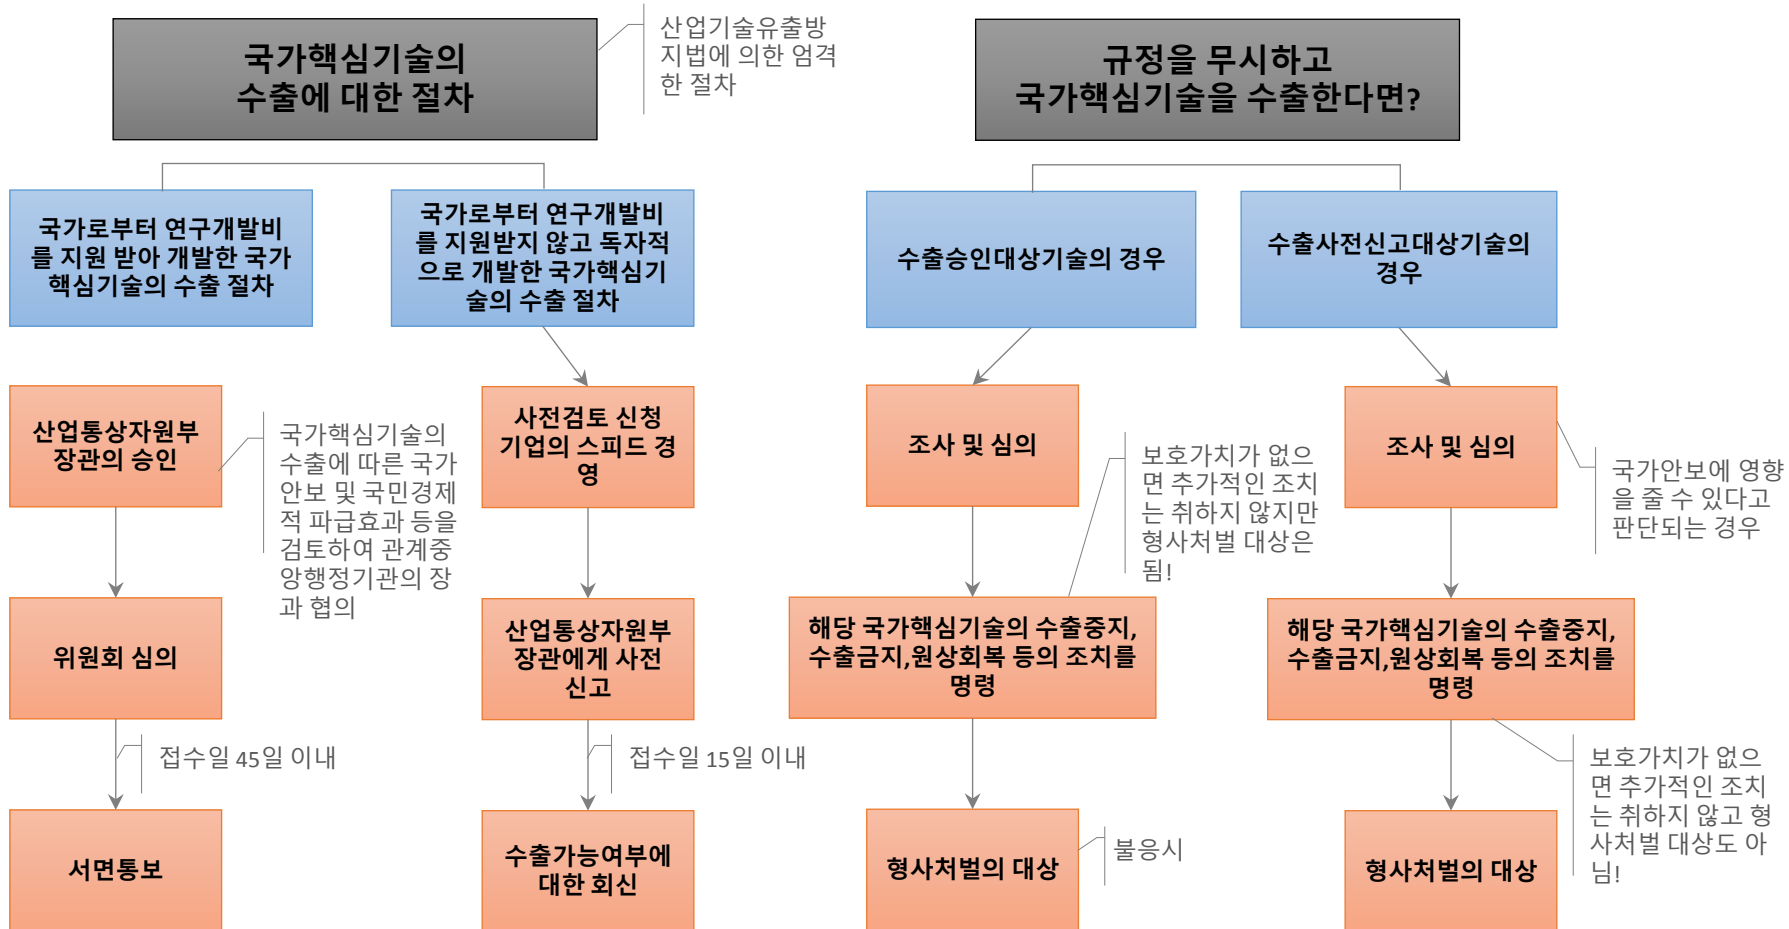 국가핵심기술의
수출에 대한 절차
산업기술유출방
지법에 의한 엄격
한 절차
국가로부터 연구개발비
를 지원 받아 개발한 국가
핵심기술의 수출 절차
국가로부터 연구개발비
를 지원받지 않고 독자적
으로 개발한 국가핵심기
술의 수출 절차
산업통상자원부
장관의 승인
국가핵심기술의
수출에 따른 국가
안보 및 국민경제
적 파급효과 등을
검토하여 관계중
앙행정기관의 장
과 협의
사전검토 신청
기업의 스피드 경
영
위원회 심의
산업통상자원부
장관에게 사전
신고
접수일 45일 이내
접수일 15일 이내
서면통보
수출가능여부에
대한 회신
규정을 무시하고
국가핵심기술을 수출한다면?
수출승인대상기술의 경우
수출사전신고대상기술의
경우
조사 및 심의
보호가치가 없으
면 추가적인 조치
는 취하지 않지만
형사처벌 대상은
됨!
조사 및 심의
국가안보에 영향
을 줄 수 있다고
판단되는 경우
해당 국가핵심기술의 수출중지,
수출금지,원상회복 등의 조치를
명령
해당 국가핵심기술의 수출중지,
수출금지,원상회복 등의 조치를
명령
형사처벌의 대상
불응시
형사처벌의 대상
보호가치가 없으
면 추가적인 조치
는 취하지 않고 형
사처벌 대상도 아
님!